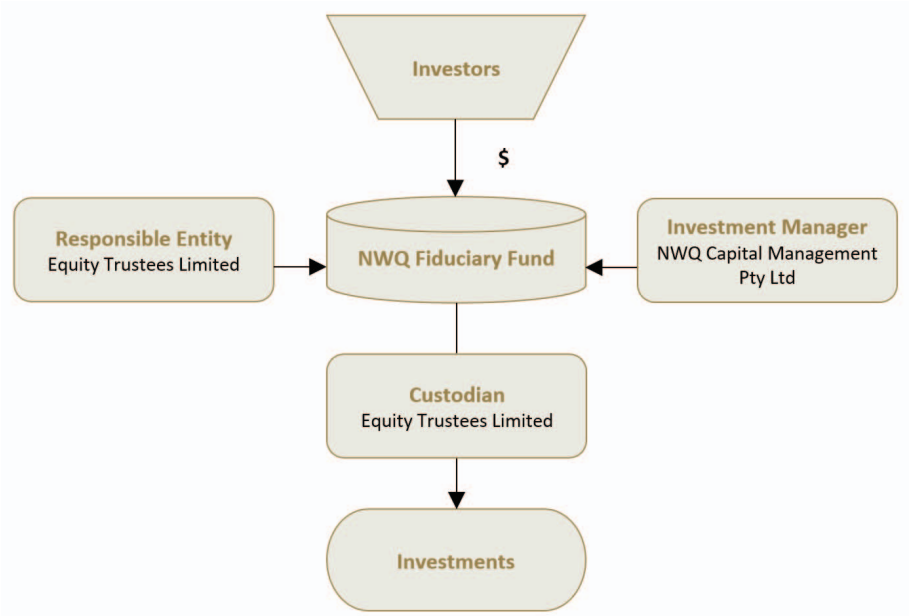 Investors
$
Responsible Entity
Equity Trustees Limited
NWQ Fiduciary Fund
Investment Manager
NWQ Capital Management
Pty Ltd
Custodian
Equity Trustees Limited
Investments